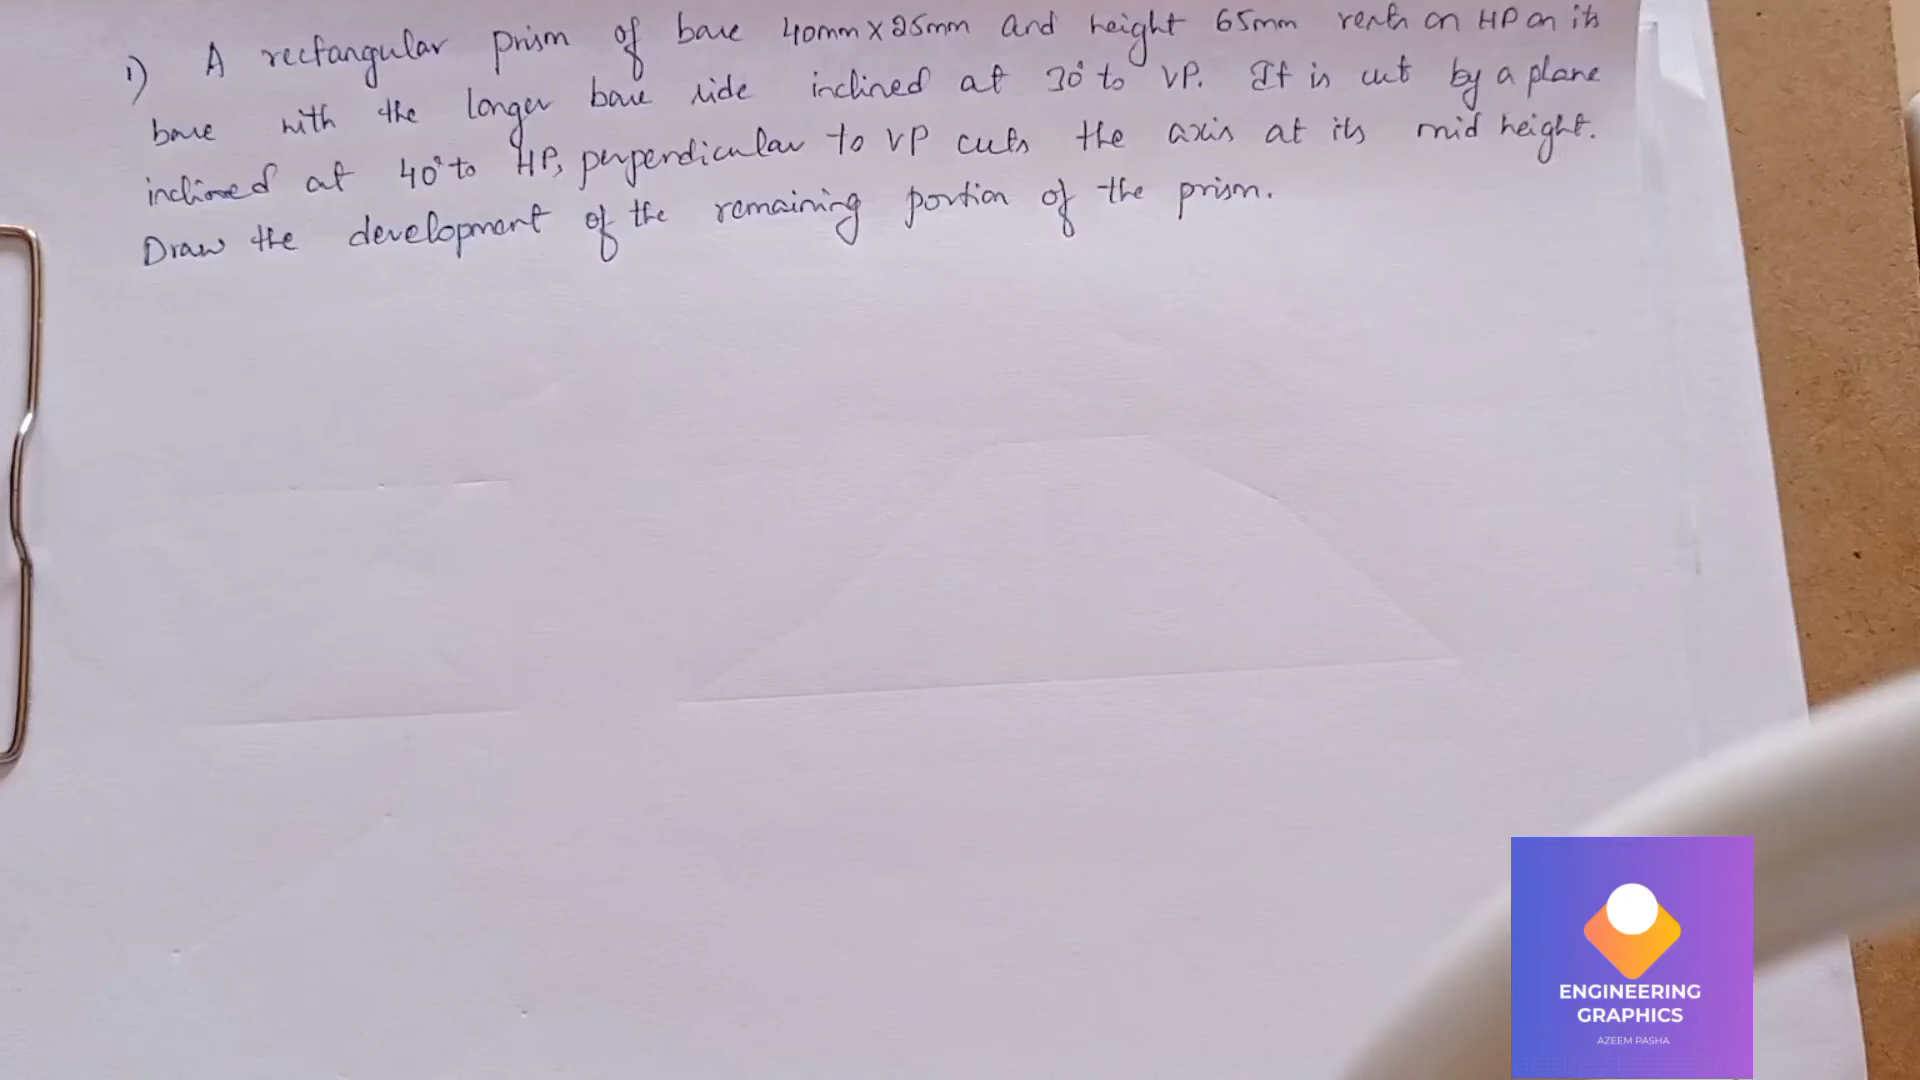 1) A rectangular prism of base 40mm x 25mm and height 65mm rests on HP on its
base with the longer base side inclined at 30° to VP. It is cut by a plane
inclined at 40° to HP, perpendicular to VP cuts the axis at its mid height.
Draw the development of the remaining portion of the prism.
ENGINEERING
GRAPHICS
AZEEM PASHA